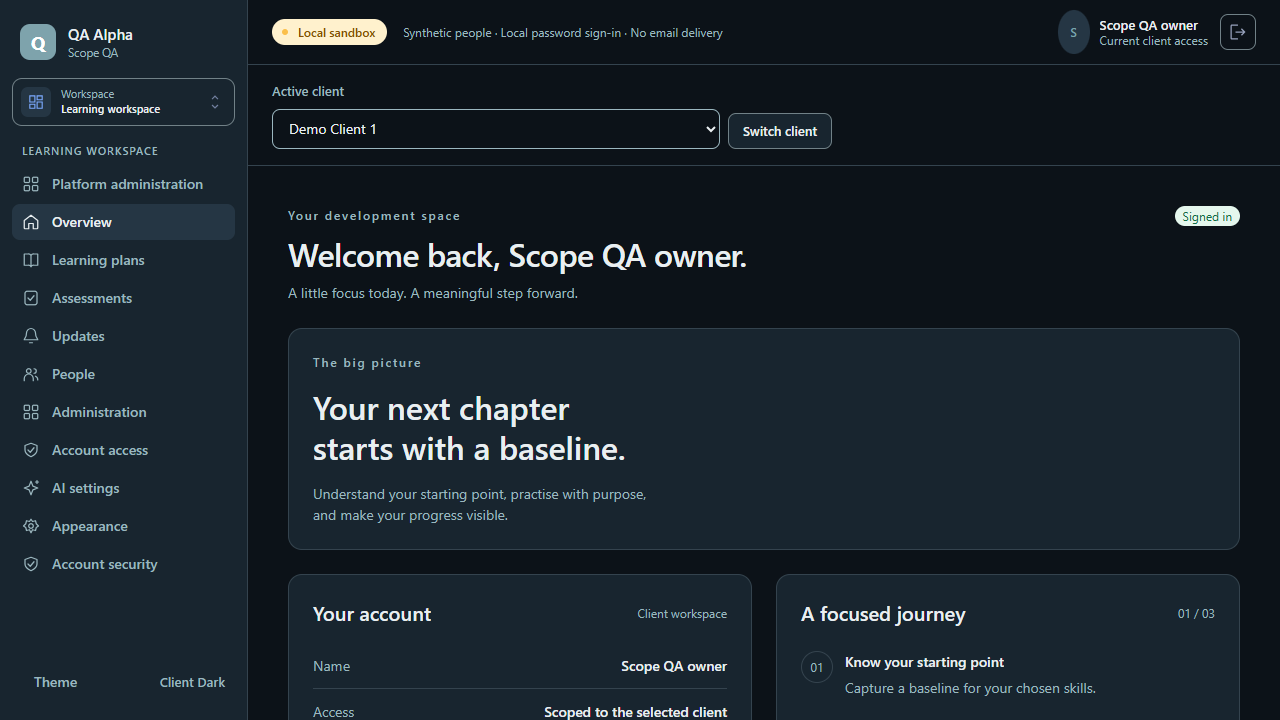 Q
QA Alpha
Scope QA
Workspace
Learning workspace
LEARNING WORKSPACE
Platform administration
Overview
Learning plans
Assessments
Updates
People
Administration
Account access
AI settings
Appearance
Account security
Theme
Client Dark
Local sandbox
Synthetic people · Local password sign-in · No email delivery
S
Scope QA owner
Current client access
Active client
Demo Client 1
Switch client
Your development space
Signed in
Welcome back, Scope QA owner.
A little focus today. A meaningful step forward.
The big picture
Your next chapter
starts with a baseline.
Understand your starting point, practise with purpose,
and make your progress visible.
Your account
Client workspace
Name
Scope QA owner
Access
Scoped to the selected client
A focused journey
01 / 03
01
Know your starting point
Capture a baseline for your chosen skills.